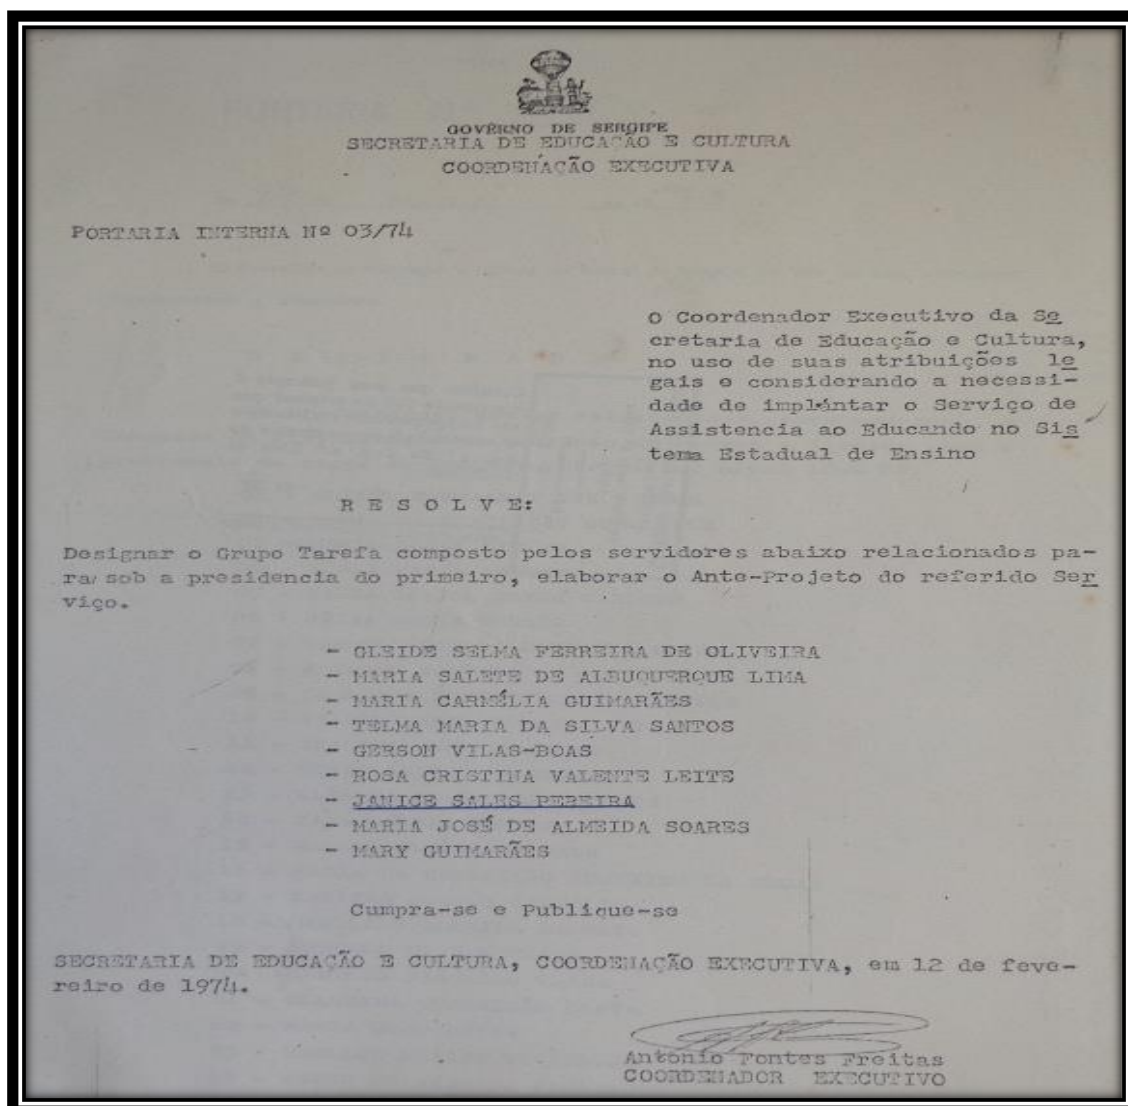 GOVÊRNO DE SERGIPE
SECRETARIA DE EDUCAÇÃO E CULTURA
COORDENAÇÃO EXECUTIVA
PORTARIA INTERNA Nº 03/74
O Coordenador Executivo da Se
cretaria de Educação e Cultura,
no uso de suas atribuições le
gais e considerando a necessi-
dade de implantar o Serviço de
Assistencia ao Educando no Sis
tema Estadual de Ensino
R E S O L V E:
Designar o Grupo Tarefa composto pelos servidores abaixo relacionados pa-
ra/sob a presidencia do primeiro, elaborar o Ante-Projeto do referido Ser
viço.
- GLEIDE SELMA FERREIRA DE OLIVEIRA
- MARIA SALETE DE ALBUQUERQUE LIMA
- MARIA CARMÉLIA GUIMARÃES
- TELMA MARIA DA SILVA SANTOS
- GERSON VILAS-BOAS
- ROSA CRISTINA VALENTE LEITE
- JANICE SALES PEREIRA
- MARIA JOSÉ DE ALMEIDA SOARES
- MARY GUIMARÃES
Cumpra-se e Publique-se
SECRETARIA DE EDUCAÇÃO E CULTURA, COORDENAÇÃO EXECUTIVA, em 12 de feve-
reiro de 1974.
Antonio Fontes Freitas
COORDENADOR EXECUTIVO